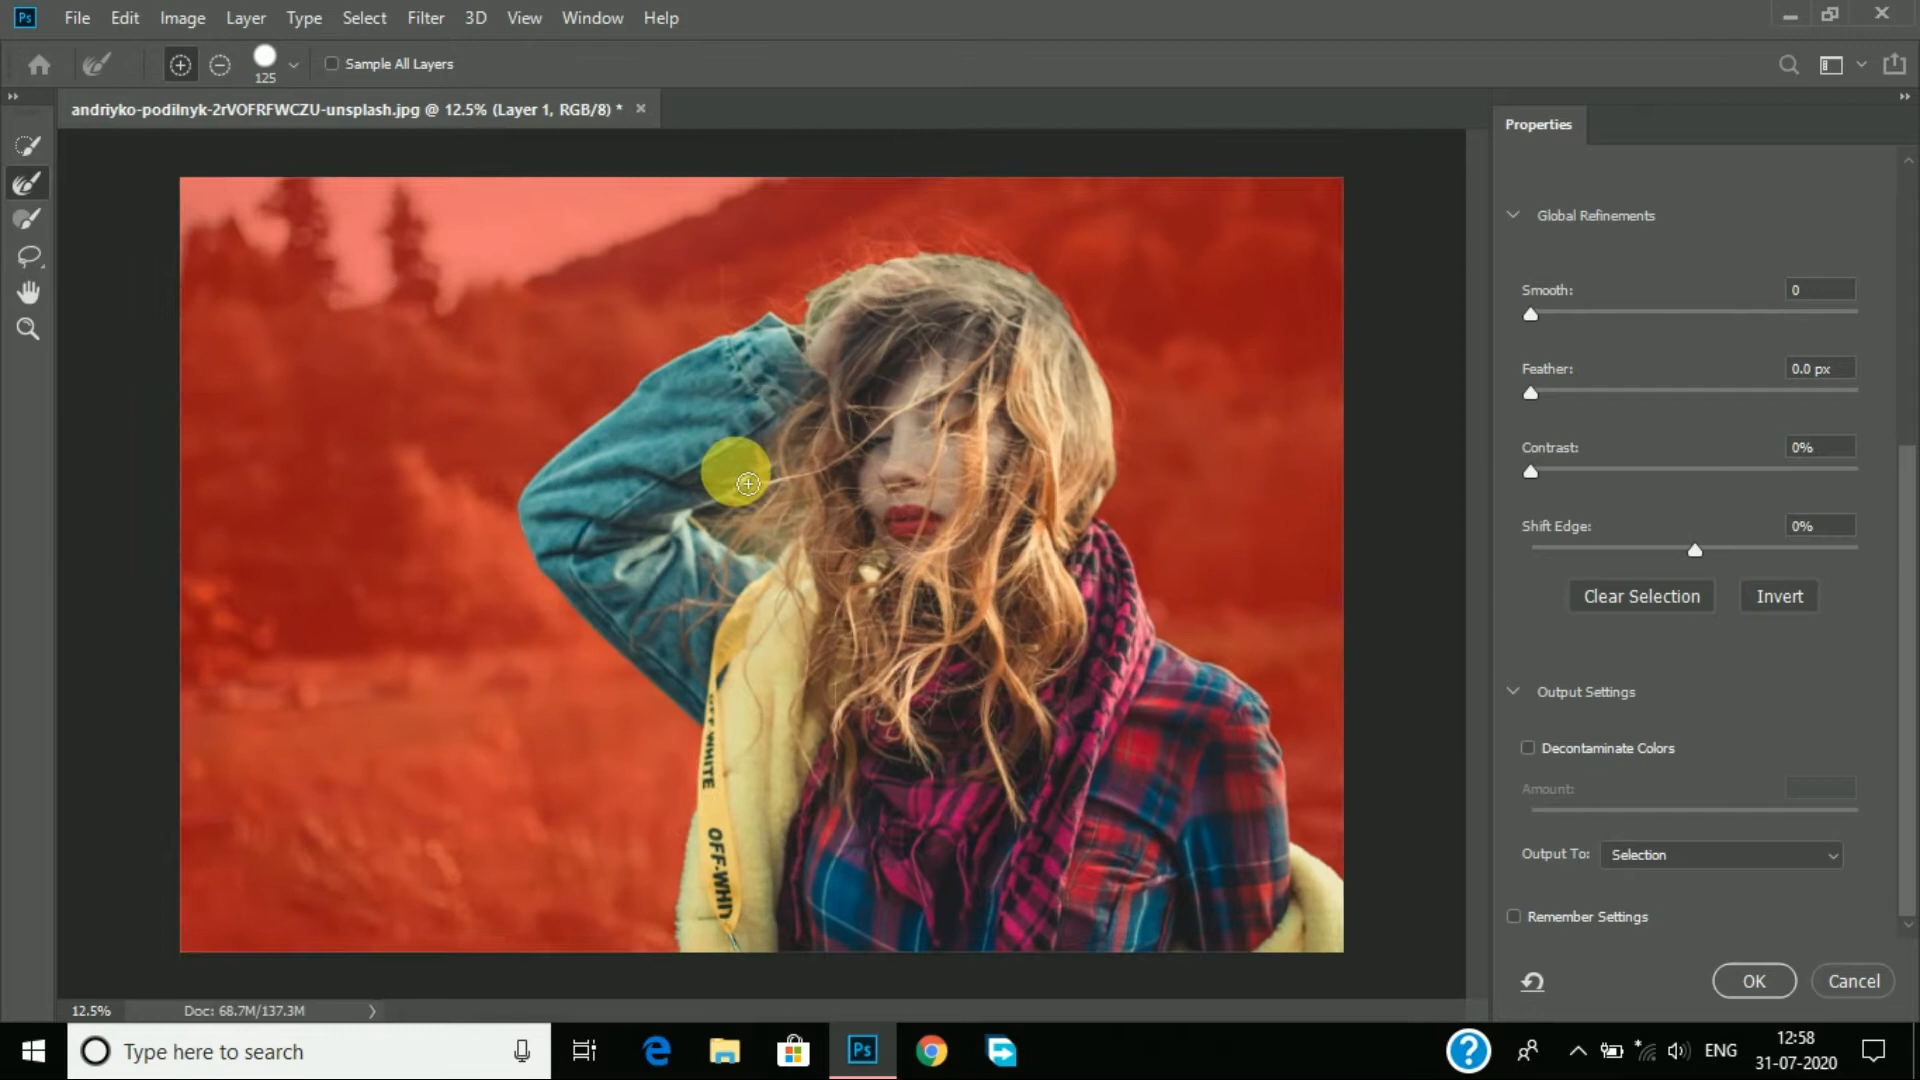 Ps File Edit Image Layer Type Select Filter 3D View Window Help
125 Sample All Layers
andriyko-podilnyk-2rVOFRFWCZU-unsplash.jpg @ 12.5% (Layer 1, RGB/8) *
Properties
Global Refinements
Smooth: 0
Feather: 0.0 px
Contrast: 0%
Shift Edge: 0%
Clear Selection Invert
Output Settings
Decontaminate Colors
Amount:
Output To: Selection
Remember Settings
OK Cancel
OFF-WHITE
OFF-WHI
12.5% Doc: 68.7M/137.3M
Type here to search
Ps
ENG
12:58
31-07-2020